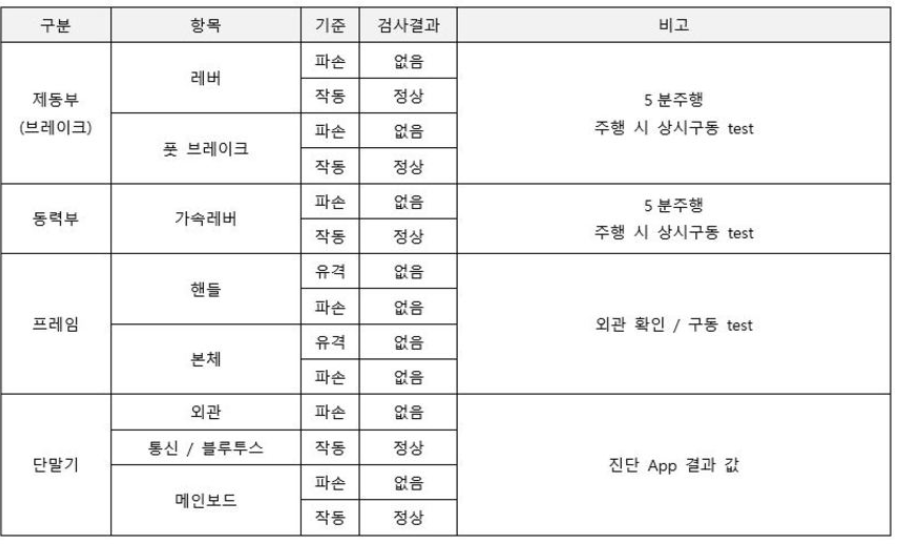 구분 항목 기준 검사결과 비고
제동부
(브레이크)
레버
파손 없음
작동 정상
풋 브레이크
파손 없음
작동 정상
5분주행
주행 시 상시구동 test
동력부
가속레버
파손 없음
작동 정상
5분주행
주행 시 상시구동 test
프레임
핸들
유격 없음
파손 없음
본체
유격 없음
파손 없음
외관 확인 / 구동 test
단말기
외관 파손 없음
통신 / 블루투스 작동 정상
메인보드
파손 없음
작동 정상
진단 App 결과 값